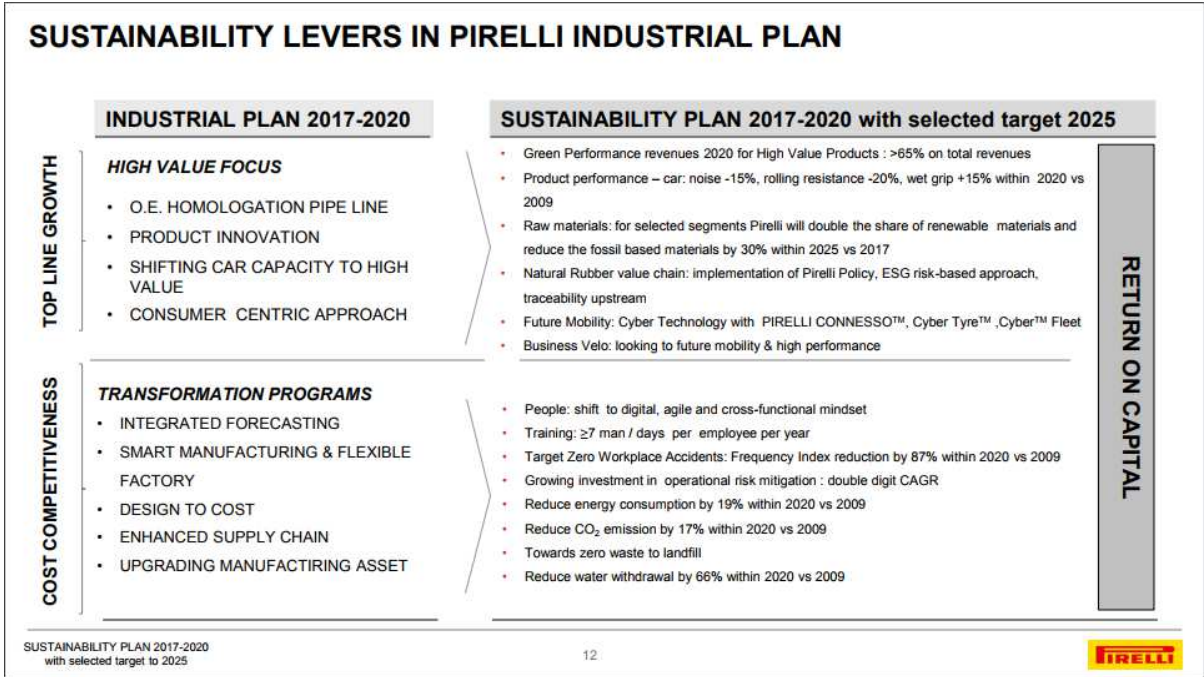 SUSTAINABILITY LEVERS IN PIRELLI INDUSTRIAL PLAN
INDUSTRIAL PLAN 2017-2020
SUSTAINABILITY PLAN 2017-2020 with selected target 2025
TOP LINE GROWTH
HIGH VALUE FOCUS
• O.E. HOMOLOGATION PIPE LINE
• PRODUCT INNOVATION
• SHIFTING CAR CAPACITY TO HIGH
VALUE
• CONSUMER CENTRIC APPROACH
• Green Performance revenues 2020 for High Value Products : >65% on total revenues
• Product performance – car: noise -15%, rolling resistance -20%, wet grip +15% within 2020 vs
2009
• Raw materials: for selected segments Pirelli will double the share of renewable materials and
reduce the fossil based materials by 30% within 2025 vs 2017
• Natural Rubber value chain: implementation of Pirelli Policy, ESG risk-based approach,
traceability upstream
• Future Mobility: Cyber Technology with PIRELLI CONNESSO™, Cyber Tyre™ ,Cyber™ Fleet
• Business Velo: looking to future mobility & high performance
COST COMPETITIVENESS
TRANSFORMATION PROGRAMS
• INTEGRATED FORECASTING
• SMART MANUFACTURING & FLEXIBLE
FACTORY
• DESIGN TO COST
• ENHANCED SUPPLY CHAIN
• UPGRADING MANUFACTIRING ASSET
• People: shift to digital, agile and cross-functional mindset
• Training: ≥7 man / days per employee per year
• Target Zero Workplace Accidents: Frequency Index reduction by 87% within 2020 vs 2009
• Growing investment in operational risk mitigation : double digit CAGR
• Reduce energy consumption by 19% within 2020 vs 2009
• Reduce CO₂ emission by 17% within 2020 vs 2009
• Towards zero waste to landfill
• Reduce water withdrawal by 66% within 2020 vs 2009
RETURN ON CAPITAL
SUSTAINABILITY PLAN 2017-2020
with selected target to 2025
12
PIRELLI